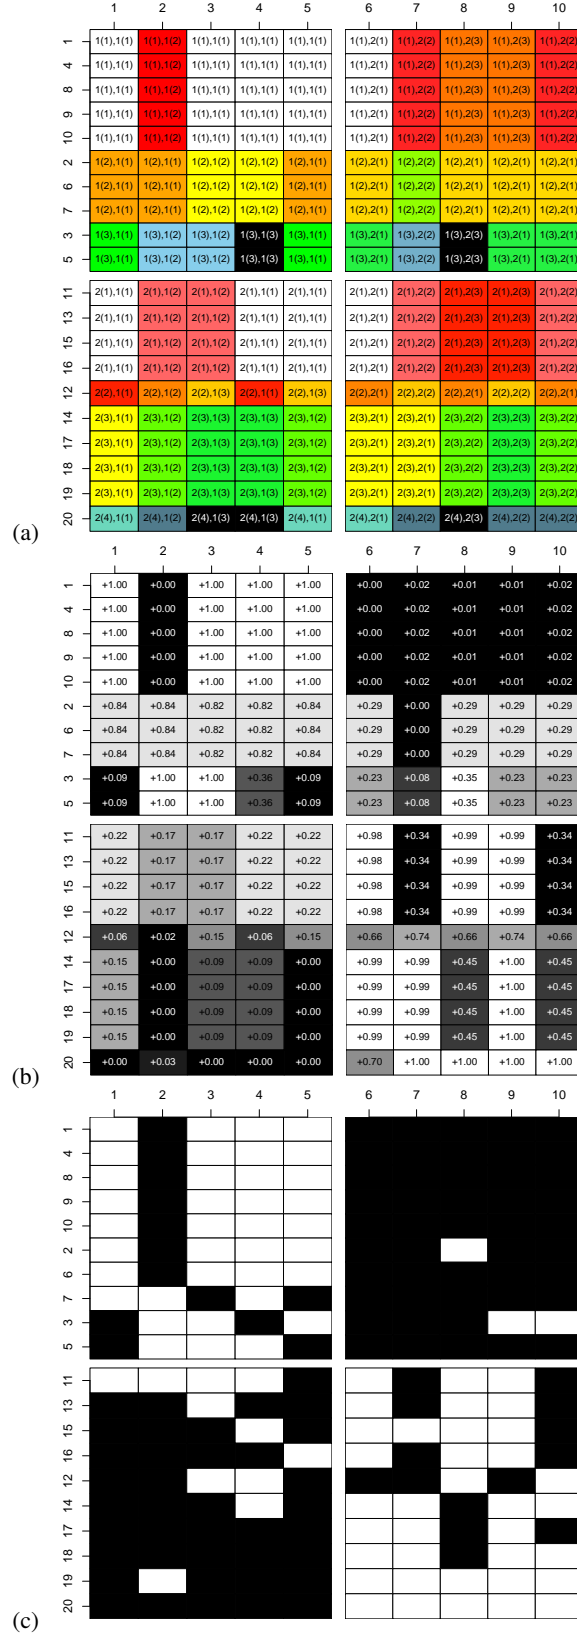 1 2 3 4 5 6 7 8 9 10
1 1(1),1(1) 1(1),1(2) 1(1),1(1) 1(1),1(1) 1(1),1(1) 1(1),2(1) 1(1),2(2) 1(1),2(3) 1(1),2(3) 1(1),2(2)
4 1(1),1(1) 1(1),1(2) 1(1),1(1) 1(1),1(1) 1(1),1(1) 1(1),2(1) 1(1),2(2) 1(1),2(3) 1(1),2(3) 1(1),2(2)
8 1(1),1(1) 1(1),1(2) 1(1),1(1) 1(1),1(1) 1(1),1(1) 1(1),2(1) 1(1),2(2) 1(1),2(3) 1(1),2(3) 1(1),2(2)
9 1(1),1(1) 1(1),1(2) 1(1),1(1) 1(1),1(1) 1(1),1(1) 1(1),2(1) 1(1),2(2) 1(1),2(3) 1(1),2(3) 1(1),2(2)
10 1(1),1(1) 1(1),1(2) 1(1),1(1) 1(1),1(1) 1(1),1(1) 1(1),2(1) 1(1),2(2) 1(1),2(3) 1(1),2(3) 1(1),2(2)
2 1(2),1(1) 1(2),1(1) 1(2),1(2) 1(2),1(2) 1(2),1(1) 1(2),2(1) 1(2),2(2) 1(2),2(1) 1(2),2(1) 1(2),2(1)
6 1(2),1(1) 1(2),1(1) 1(2),1(2) 1(2),1(2) 1(2),1(1) 1(2),2(1) 1(2),2(2) 1(2),2(1) 1(2),2(1) 1(2),2(1)
7 1(2),1(1) 1(2),1(1) 1(2),1(2) 1(2),1(2) 1(2),1(1) 1(2),2(1) 1(2),2(2) 1(2),2(1) 1(2),2(1) 1(2),2(1)
3 1(3),1(1) 1(3),1(2) 1(3),1(2) 1(3),1(3) 1(3),1(1) 1(3),2(1) 1(3),2(2) 1(3),2(3) 1(3),2(1) 1(3),2(1)
5 1(3),1(1) 1(3),1(2) 1(3),1(2) 1(3),1(3) 1(3),1(1) 1(3),2(1) 1(3),2(2) 1(3),2(3) 1(3),2(1) 1(3),2(1)
11 2(1),1(1) 2(1),1(2) 2(1),1(2) 2(1),1(1) 2(1),1(1) 2(1),2(1) 2(1),2(2) 2(1),2(3) 2(1),2(3) 2(1),2(2)
13 2(1),1(1) 2(1),1(2) 2(1),1(2) 2(1),1(1) 2(1),1(1) 2(1),2(1) 2(1),2(2) 2(1),2(3) 2(1),2(3) 2(1),2(2)
15 2(1),1(1) 2(1),1(2) 2(1),1(2) 2(1),1(1) 2(1),1(1) 2(1),2(1) 2(1),2(2) 2(1),2(3) 2(1),2(3) 2(1),2(2)
16 2(1),1(1) 2(1),1(2) 2(1),1(2) 2(1),1(1) 2(1),1(1) 2(1),2(1) 2(1),2(2) 2(1),2(3) 2(1),2(3) 2(1),2(2)
12 2(2),1(1) 2(2),1(2) 2(2),1(3) 2(2),1(1) 2(2),1(3) 2(2),2(1) 2(2),2(2) 2(2),2(1) 2(2),2(2) 2(2),2(1)
14 2(3),1(1) 2(3),1(2) 2(3),1(3) 2(3),1(3) 2(3),1(2) 2(3),2(1) 2(3),2(1) 2(3),2(2) 2(3),2(3) 2(3),2(2)
17 2(3),1(1) 2(3),1(2) 2(3),1(3) 2(3),1(3) 2(3),1(2) 2(3),2(1) 2(3),2(1) 2(3),2(2) 2(3),2(3) 2(3),2(2)
18 2(3),1(1) 2(3),1(2) 2(3),1(3) 2(3),1(3) 2(3),1(2) 2(3),2(1) 2(3),2(1) 2(3),2(2) 2(3),2(3) 2(3),2(2)
19 2(3),1(1) 2(3),1(2) 2(3),1(3) 2(3),1(3) 2(3),1(2) 2(3),2(1) 2(3),2(1) 2(3),2(2) 2(3),2(3) 2(3),2(2)
20 2(4),1(1) 2(4),1(2) 2(4),1(3) 2(4),1(3) 2(4),1(1) 2(4),2(1) 2(4),2(2) 2(4),2(3) 2(4),2(2) 2(4),2(2)
(a)
1 2 3 4 5 6 7 8 9 10
1 +1.00 +0.00 +1.00 +1.00 +1.00 +0.00 +0.02 +0.01 +0.01 +0.02
4 +1.00 +0.00 +1.00 +1.00 +1.00 +0.00 +0.02 +0.01 +0.01 +0.02
8 +1.00 +0.00 +1.00 +1.00 +1.00 +0.00 +0.02 +0.01 +0.01 +0.02
9 +1.00 +0.00 +1.00 +1.00 +1.00 +0.00 +0.02 +0.01 +0.01 +0.02
10 +1.00 +0.00 +1.00 +1.00 +1.00 +0.00 +0.02 +0.01 +0.01 +0.02
2 +0.84 +0.84 +0.82 +0.82 +0.84 +0.29 +0.00 +0.29 +0.29 +0.29
6 +0.84 +0.84 +0.82 +0.82 +0.84 +0.29 +0.00 +0.29 +0.29 +0.29
7 +0.84 +0.84 +0.82 +0.82 +0.84 +0.29 +0.00 +0.29 +0.29 +0.29
3 +0.09 +1.00 +1.00 +0.36 +0.09 +0.23 +0.08 +0.35 +0.23 +0.23
5 +0.09 +1.00 +1.00 +0.36 +0.09 +0.23 +0.08 +0.35 +0.23 +0.23
11 +0.22 +0.17 +0.17 +0.22 +0.22 +0.98 +0.34 +0.99 +0.99 +0.34
13 +0.22 +0.17 +0.17 +0.22 +0.22 +0.98 +0.34 +0.99 +0.99 +0.34
15 +0.22 +0.17 +0.17 +0.22 +0.22 +0.98 +0.34 +0.99 +0.99 +0.34
16 +0.22 +0.17 +0.17 +0.22 +0.22 +0.98 +0.34 +0.99 +0.99 +0.34
12 +0.06 +0.02 +0.15 +0.06 +0.15 +0.66 +0.74 +0.66 +0.74 +0.66
14 +0.15 +0.00 +0.09 +0.09 +0.00 +0.99 +0.99 +0.45 +1.00 +0.45
17 +0.15 +0.00 +0.09 +0.09 +0.00 +0.99 +0.99 +0.45 +1.00 +0.45
18 +0.15 +0.00 +0.09 +0.09 +0.00 +0.99 +0.99 +0.45 +1.00 +0.45
19 +0.15 +0.00 +0.09 +0.09 +0.00 +0.99 +0.99 +0.45 +1.00 +0.45
20 +0.00 +0.03 +0.00 +0.00 +0.00 +0.70 +1.00 +1.00 +1.00 +1.00
(b)
1 2 3 4 5 6 7 8 9 10
1
4
8
9
10
2
6
7
3
5
11
13
15
16
12
14
17
18
19
20
(c)